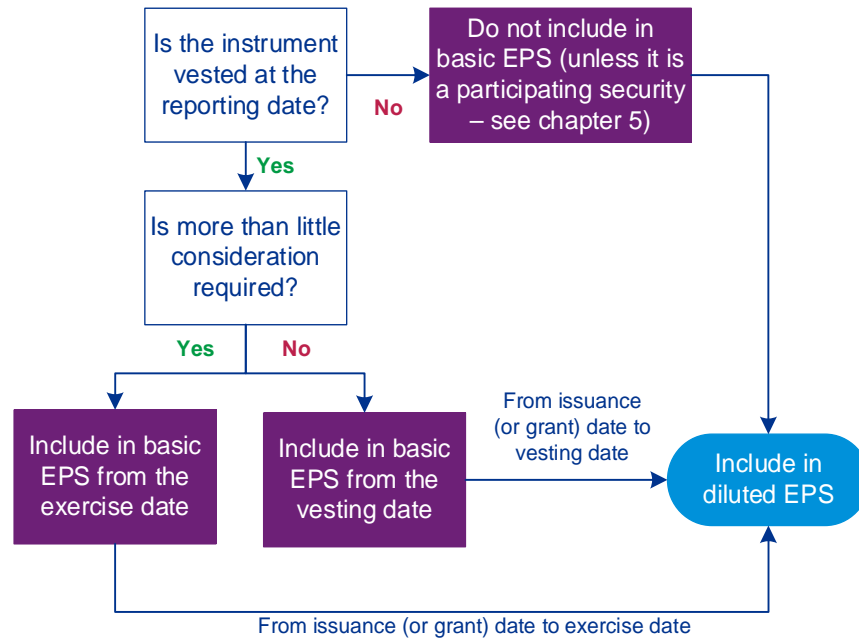 Is the instrument
vested at the
reporting date?
No
Do not include in
basic EPS (unless it is
a participating security
– see chapter 5)
Yes
Is more than little
consideration
required?
Yes
No
Include in basic
EPS from the
exercise date
Include in basic
EPS from the
vesting date
From issuance
(or grant) date to
vesting date
Include in
diluted EPS
From issuance (or grant) date to exercise date